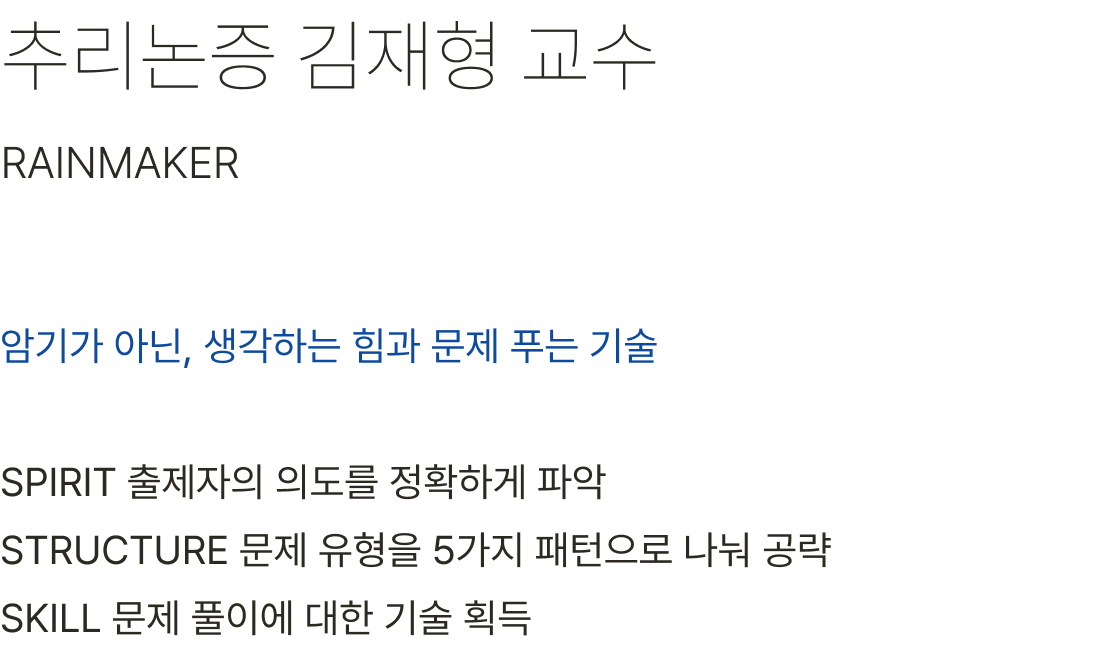 추리논증 김재형 교수
RAINMAKER
암기가 아닌, 생각하는 힘과 문제 푸는 기술
SPIRIT 출제자의 의도를 정확하게 파악
STRUCTURE 문제 유형을 5가지 패턴으로 나눠 공략
SKILL 문제 풀이에 대한 기술 획득